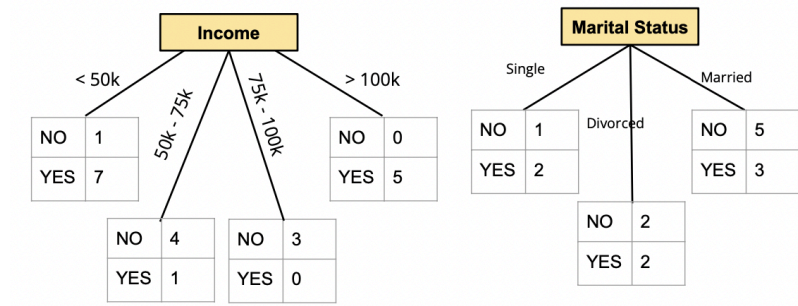 Income
< 50k
50k - 75k
75k - 100k
> 100k
NO 1
YES 7
NO 4
YES 1
NO 3
YES 0
NO 0
YES 5
Marital Status
Single
Divorced
Married
NO 1
YES 2
NO 2
YES 2
NO 5
YES 3